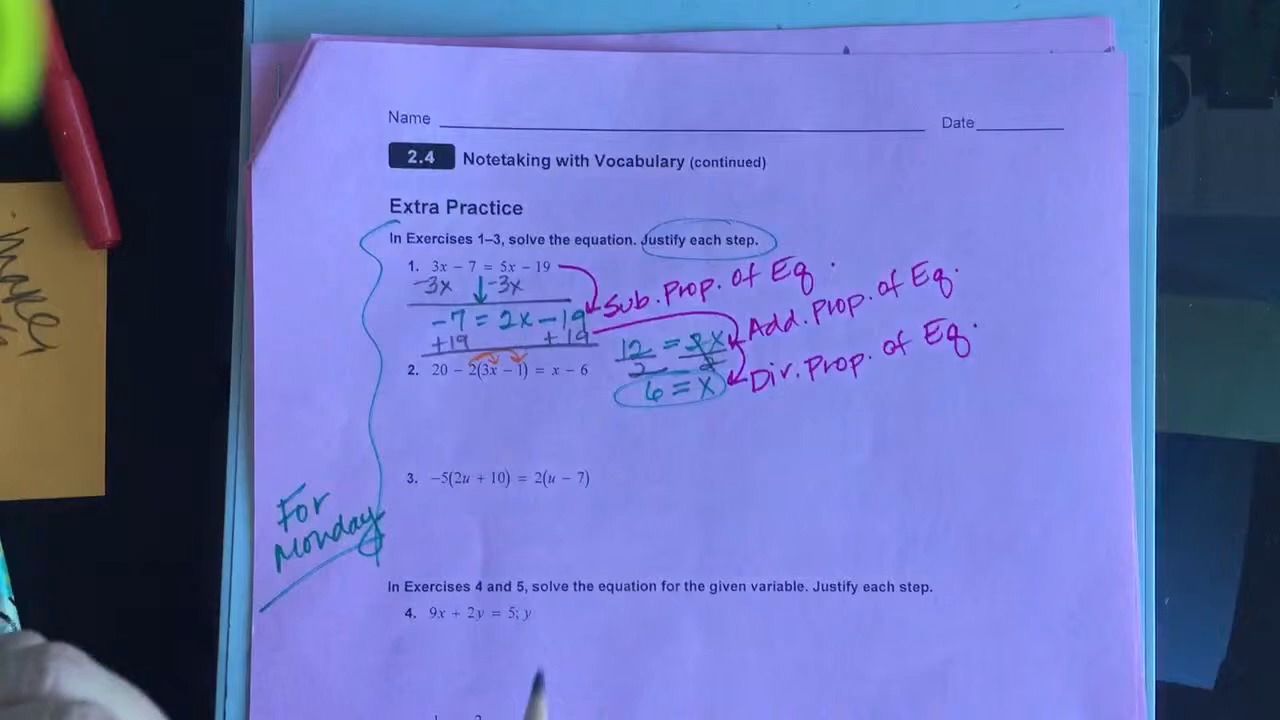 Name Date
2.4 Notetaking with Vocabulary (continued)
Extra Practice
In Exercises 1–3, solve the equation. Justify each step.
1. 3x − 7 = 5x − 19
-3x -3x
-7 = 2x - 19
+19 +19
Sub. Prop. of Eq.
12 = 2x
2 2
Add. Prop. of Eq.
6 = x
Div. Prop. of Eq.
2. 20 − 2(3x − 1) = x − 6
3. −5(2u + 10) = 2(u − 7)
For
Monday
In Exercises 4 and 5, solve the equation for the given variable. Justify each step.
4. 9x + 2y = 5; y
make